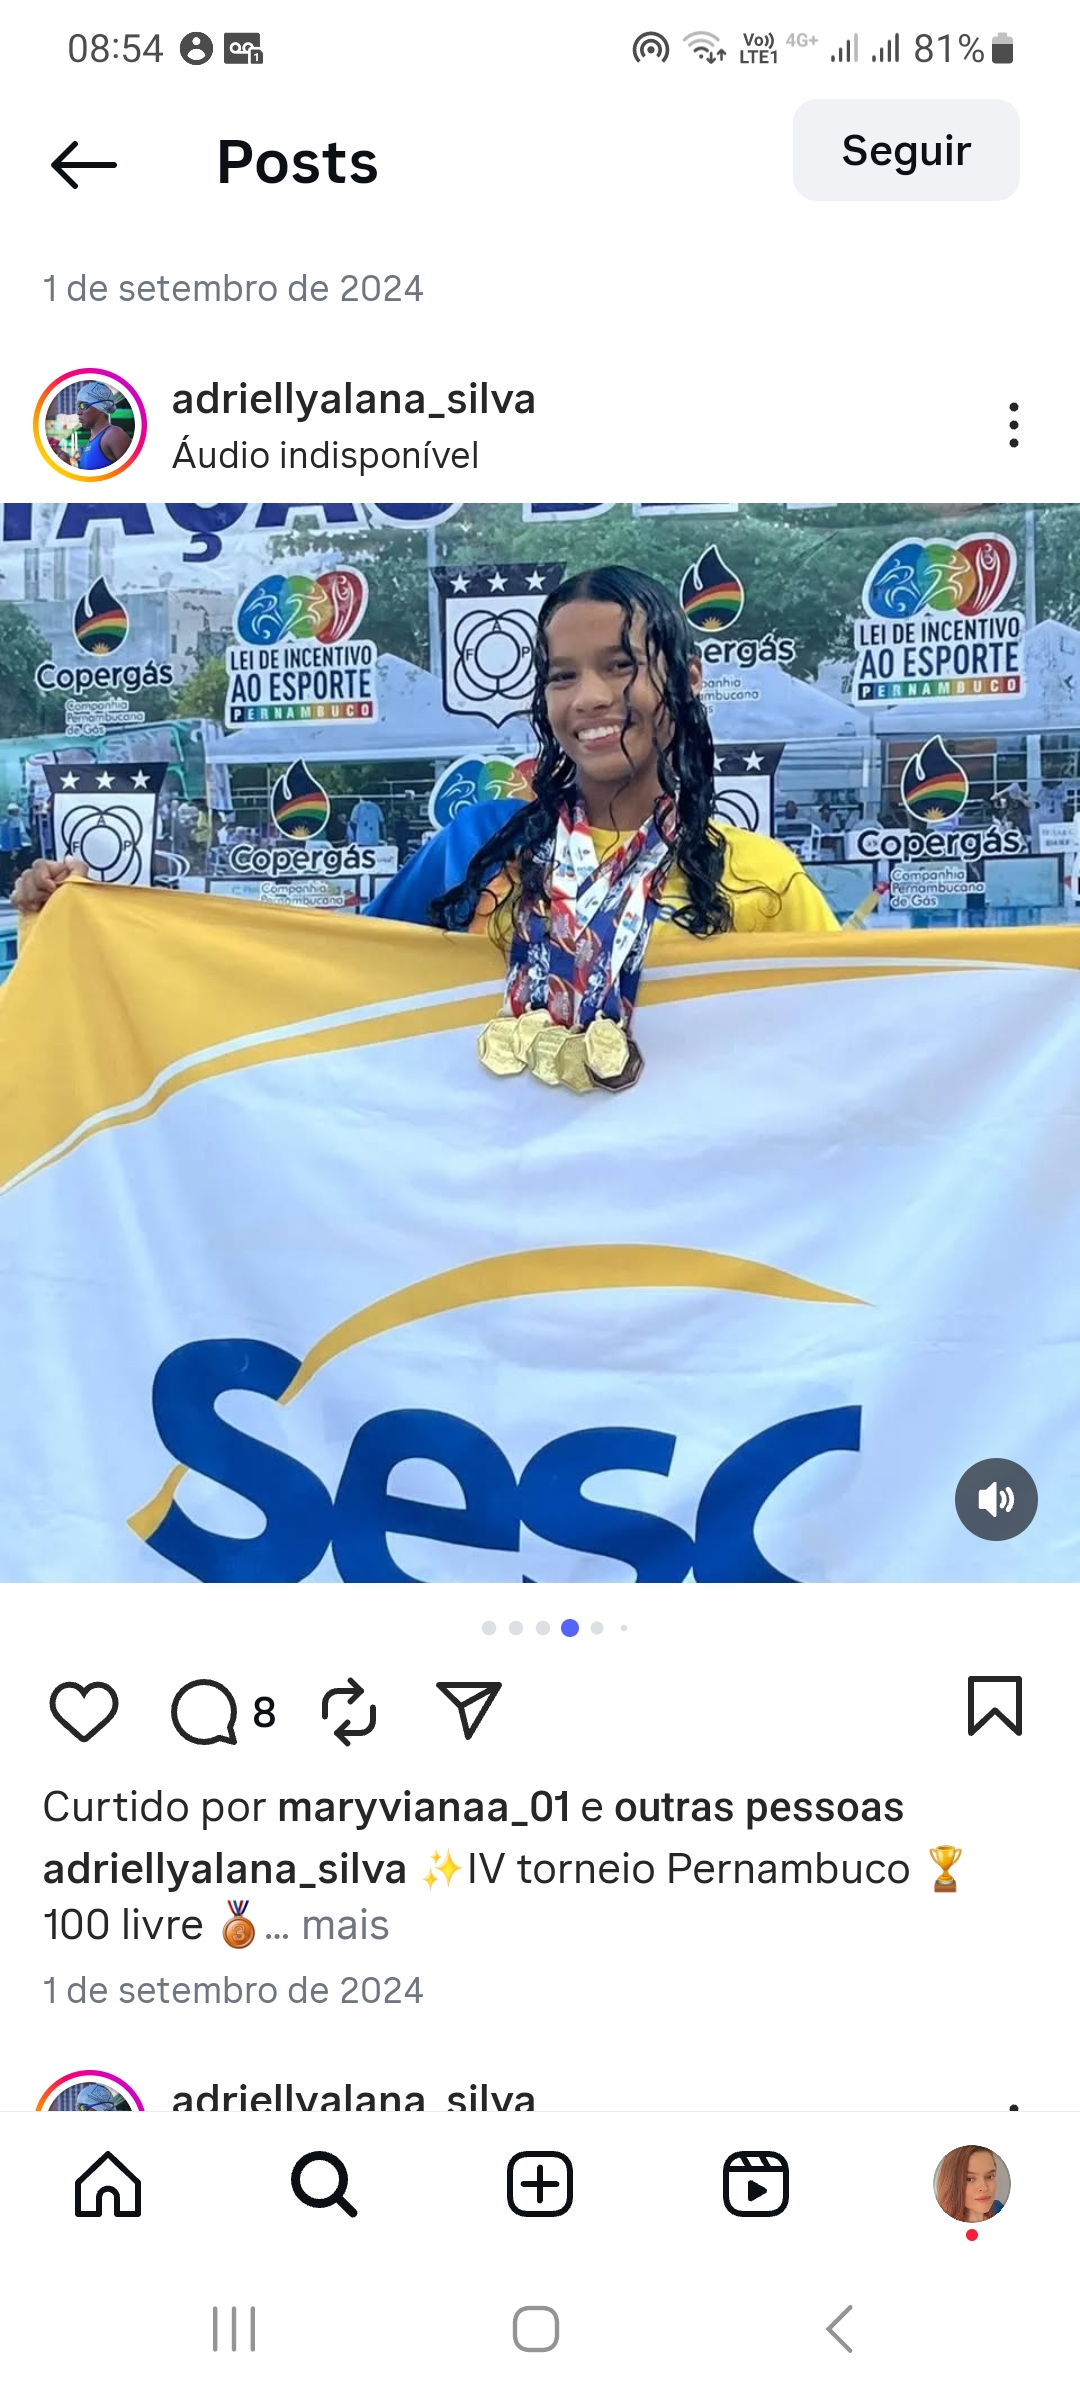 08:54
Vo))
LTE1
4G+
81%
Posts
Seguir
1 de setembro de 2024
adriellyalana_silva
Áudio indisponível
Copergás
Companhia
Pernambucana
de Gás
LEI DE INCENTIVO
AO ESPORTE
PERNAMBUCO
F A P
ergás
panhia
mbucana
s
LEI DE INCENTIVO
AO ESPORTE
PERNAMBUCO
F P
Copergás
Companhia
Pernambucana
Copergás
Companhia
Pernambucana
de Gás
Sesc
8
Curtido por maryvianaa_01 e outras pessoas
adriellyalana_silva ✨IV torneio Pernambuco 🏆
100 livre 🥉... mais
1 de setembro de 2024
adriellyalana_silva